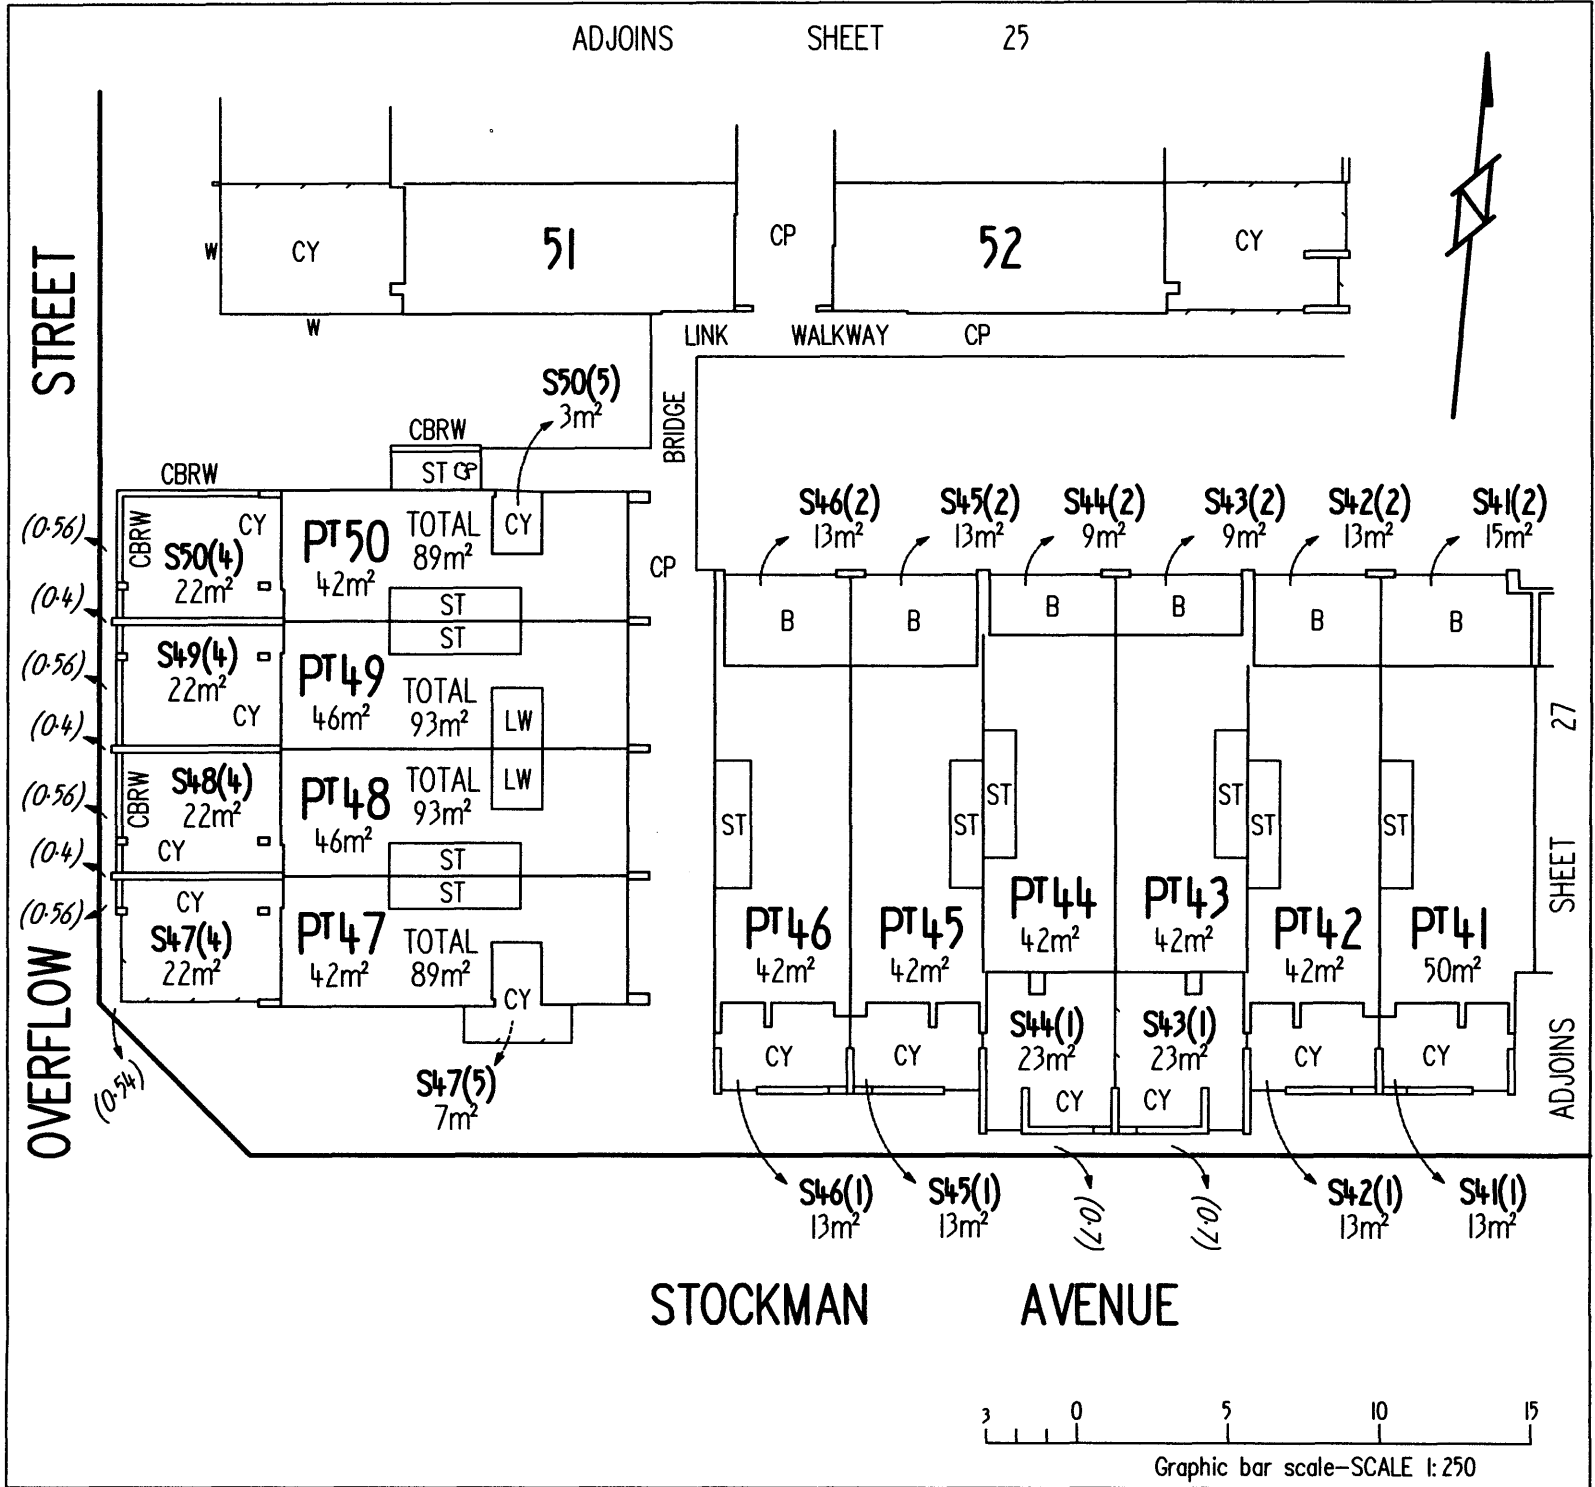 ADJOINS SHEET 25
STREET
W
CY
51
CP
52
CY
W
LINK WALKWAY CP
BRIDGE
S50(5)
3m²
CBRW
ST CP
CBRW
(0·56)
CBRW
CY
S50(4)
22m²
PT50
42m²
TOTAL
89m²
CY
CP
ST
(0·4)
ST
S49(4)
22m²
CY
(0·56)
PT49
46m²
TOTAL
93m²
LW
(0·4)
CBRW
S48(4)
22m²
CY
(0·56)
PT48
46m²
TOTAL
93m²
LW
ST
(0·4)
ST
CY
S47(4)
22m²
(0·56)
PT47
42m²
TOTAL
89m²
CY
S47(5)
7m²
(0·54)
OVERFLOW
S46(2)
13m²
S45(2)
13m²
S44(2)
9m²
S43(2)
9m²
S42(2)
13m²
S41(2)
15m²
B
B
B
B
B
B
ST
ST
ST
ST
ST
ST
PT46
42m²
PT45
42m²
PT44
42m²
PT43
42m²
PT42
42m²
PT41
50m²
CY
CY
S44(1)
23m²
CY
S43(1)
23m²
CY
CY
CY
S46(1)
13m²
S45(1)
13m²
(0·7)
(0·7)
S42(1)
13m²
S41(1)
13m²
ADJOINS SHEET 27
STOCKMAN AVENUE
3 0 5 10 15
Graphic bar scale–SCALE 1:250